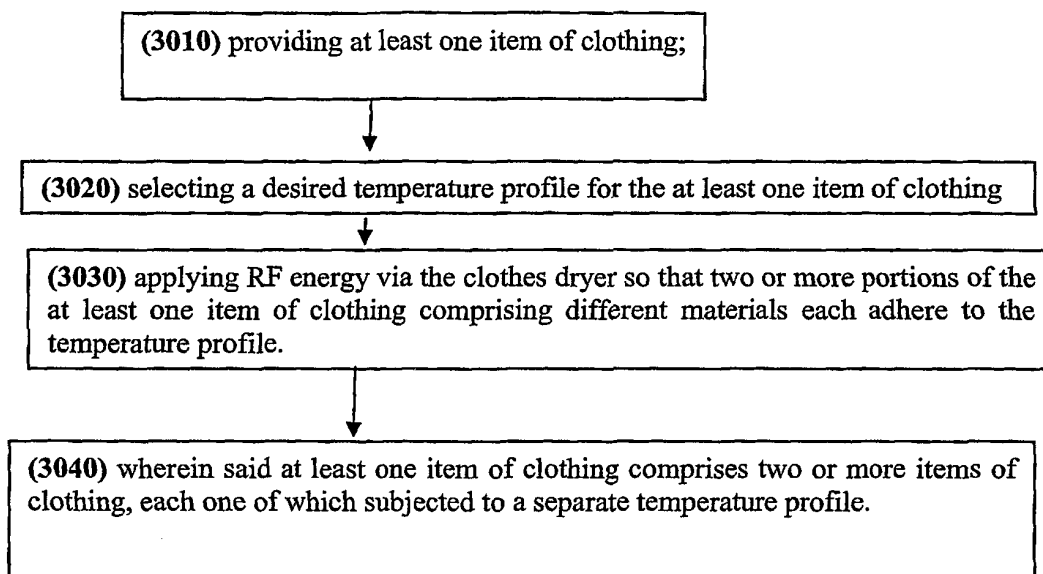 (3010) providing at least one item of clothing;
(3020) selecting a desired temperature profile for the at least one item of clothing
(3030) applying RF energy via the clothes dryer so that two or more portions of the
at least one item of clothing comprising different materials each adhere to the
temperature profile.
(3040) wherein said at least one item of clothing comprises two or more items of
clothing, each one of which subjected to a separate temperature profile.